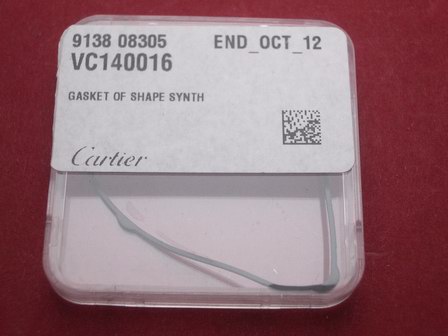 9138 08305 END_OCT_12
VC140016
GASKET OF SHAPE SYNTH
Cartier